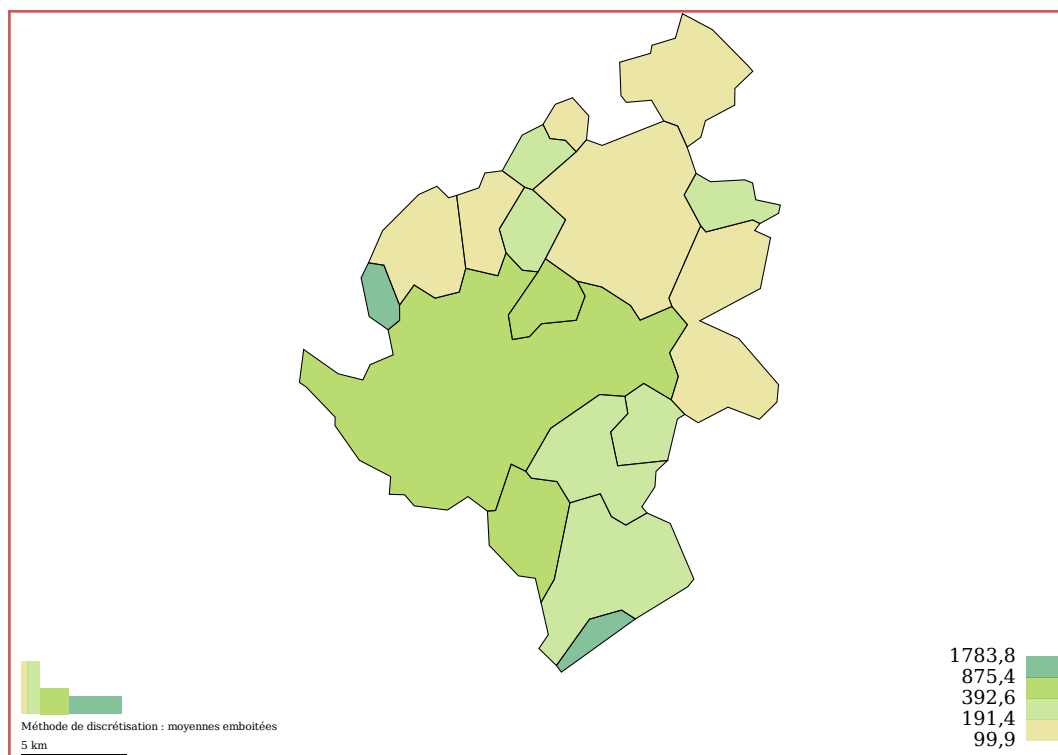 1783,8
875,4
392,6
191,4
99,9
Méthode de discrétisation : moyennes emboitées
5 km